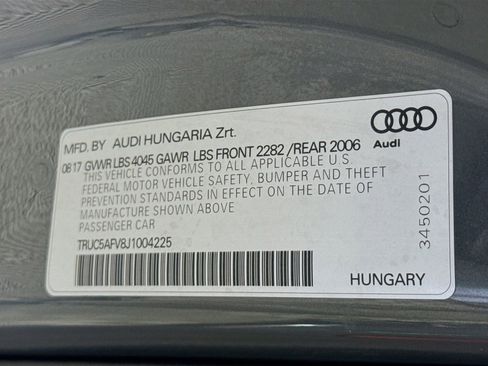 MFD. BY AUDI HUNGARIA Zrt.
08.17 GVWR LBS 4045 GAWR LBS FRONT 2282 /REAR 2006
THIS VEHICLE CONFORMS TO ALL APPLICABLE U.S.
FEDERAL MOTOR VEHICLE SAFETY, BUMPER AND THEFT
PREVENTION STANDARDS IN EFFECT ON THE DATE OF
MANUFACTURE SHOWN ABOVE
PASSENGER CAR
TRUC5AFV8J1004225
Audi
3450201
HUNGARY